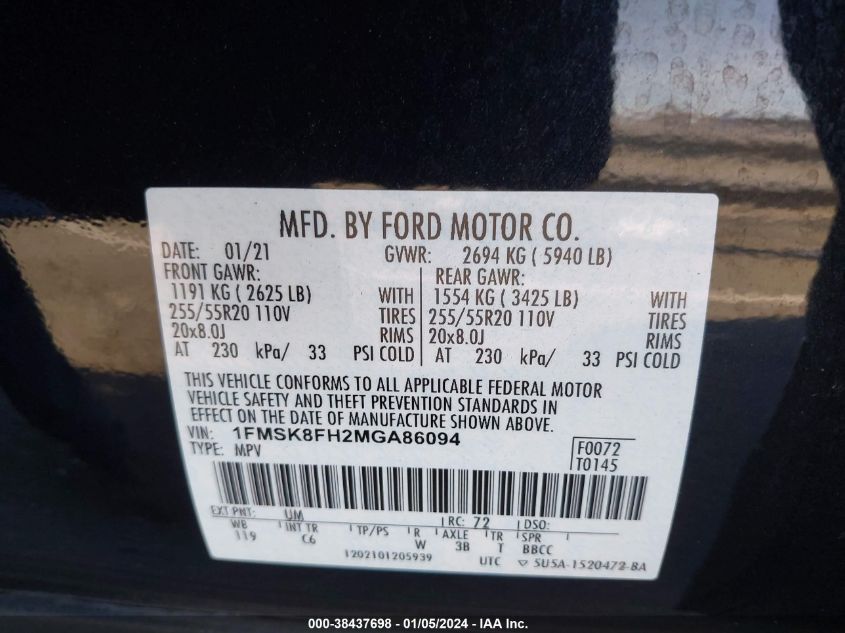 MFD. BY FORD MOTOR CO.
DATE: 01/21 GVWR: 2694 KG ( 5940 LB)
FRONT GAWR: REAR GAWR:
1191 KG ( 2625 LB) WITH 1554 KG ( 3425 LB) WITH
255/55R20 110V TIRES 255/55R20 110V TIRES
20x8.0J RIMS 20x8.0J RIMS
AT 230 kPa/ 33 PSI COLD AT 230 kPa/ 33 PSI COLD
THIS VEHICLE CONFORMS TO ALL APPLICABLE FEDERAL MOTOR
VEHICLE SAFETY AND THEFT PREVENTION STANDARDS IN
EFFECT ON THE DATE OF MANUFACTURE SHOWN ABOVE.
VIN: 1FMSK8FH2MGA86094 F0072
TYPE: MPV T0145
EXT PNT: UM RC: 72 DSO:
WB INT TR TP/PS R AXLE TR SPR
119 C6 W 3B T BBCC
1202101205939 UTC ▽ 5U5A-1520472-BA
000-38437698 - 01/05/2024 - IAA Inc.